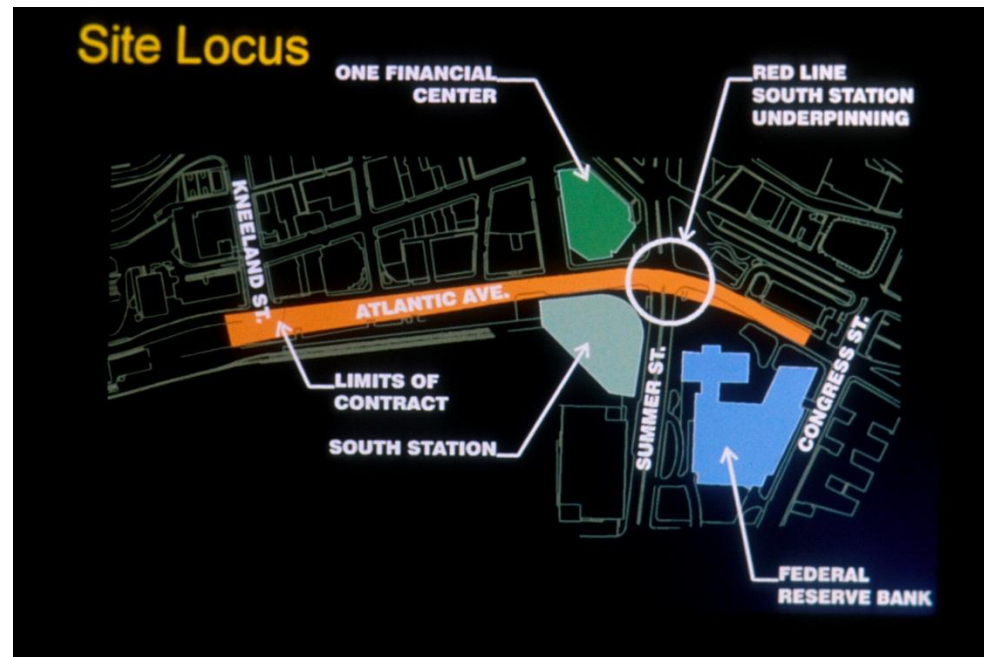 Site Locus
ONE FINANCIAL
CENTER
RED LINE
SOUTH STATION
UNDERPINNING
KNEELAND ST.
ATLANTIC AVE.
LIMITS OF
CONTRACT
SOUTH STATION
SUMMER ST.
CONGRESS ST.
FEDERAL
RESERVE BANK